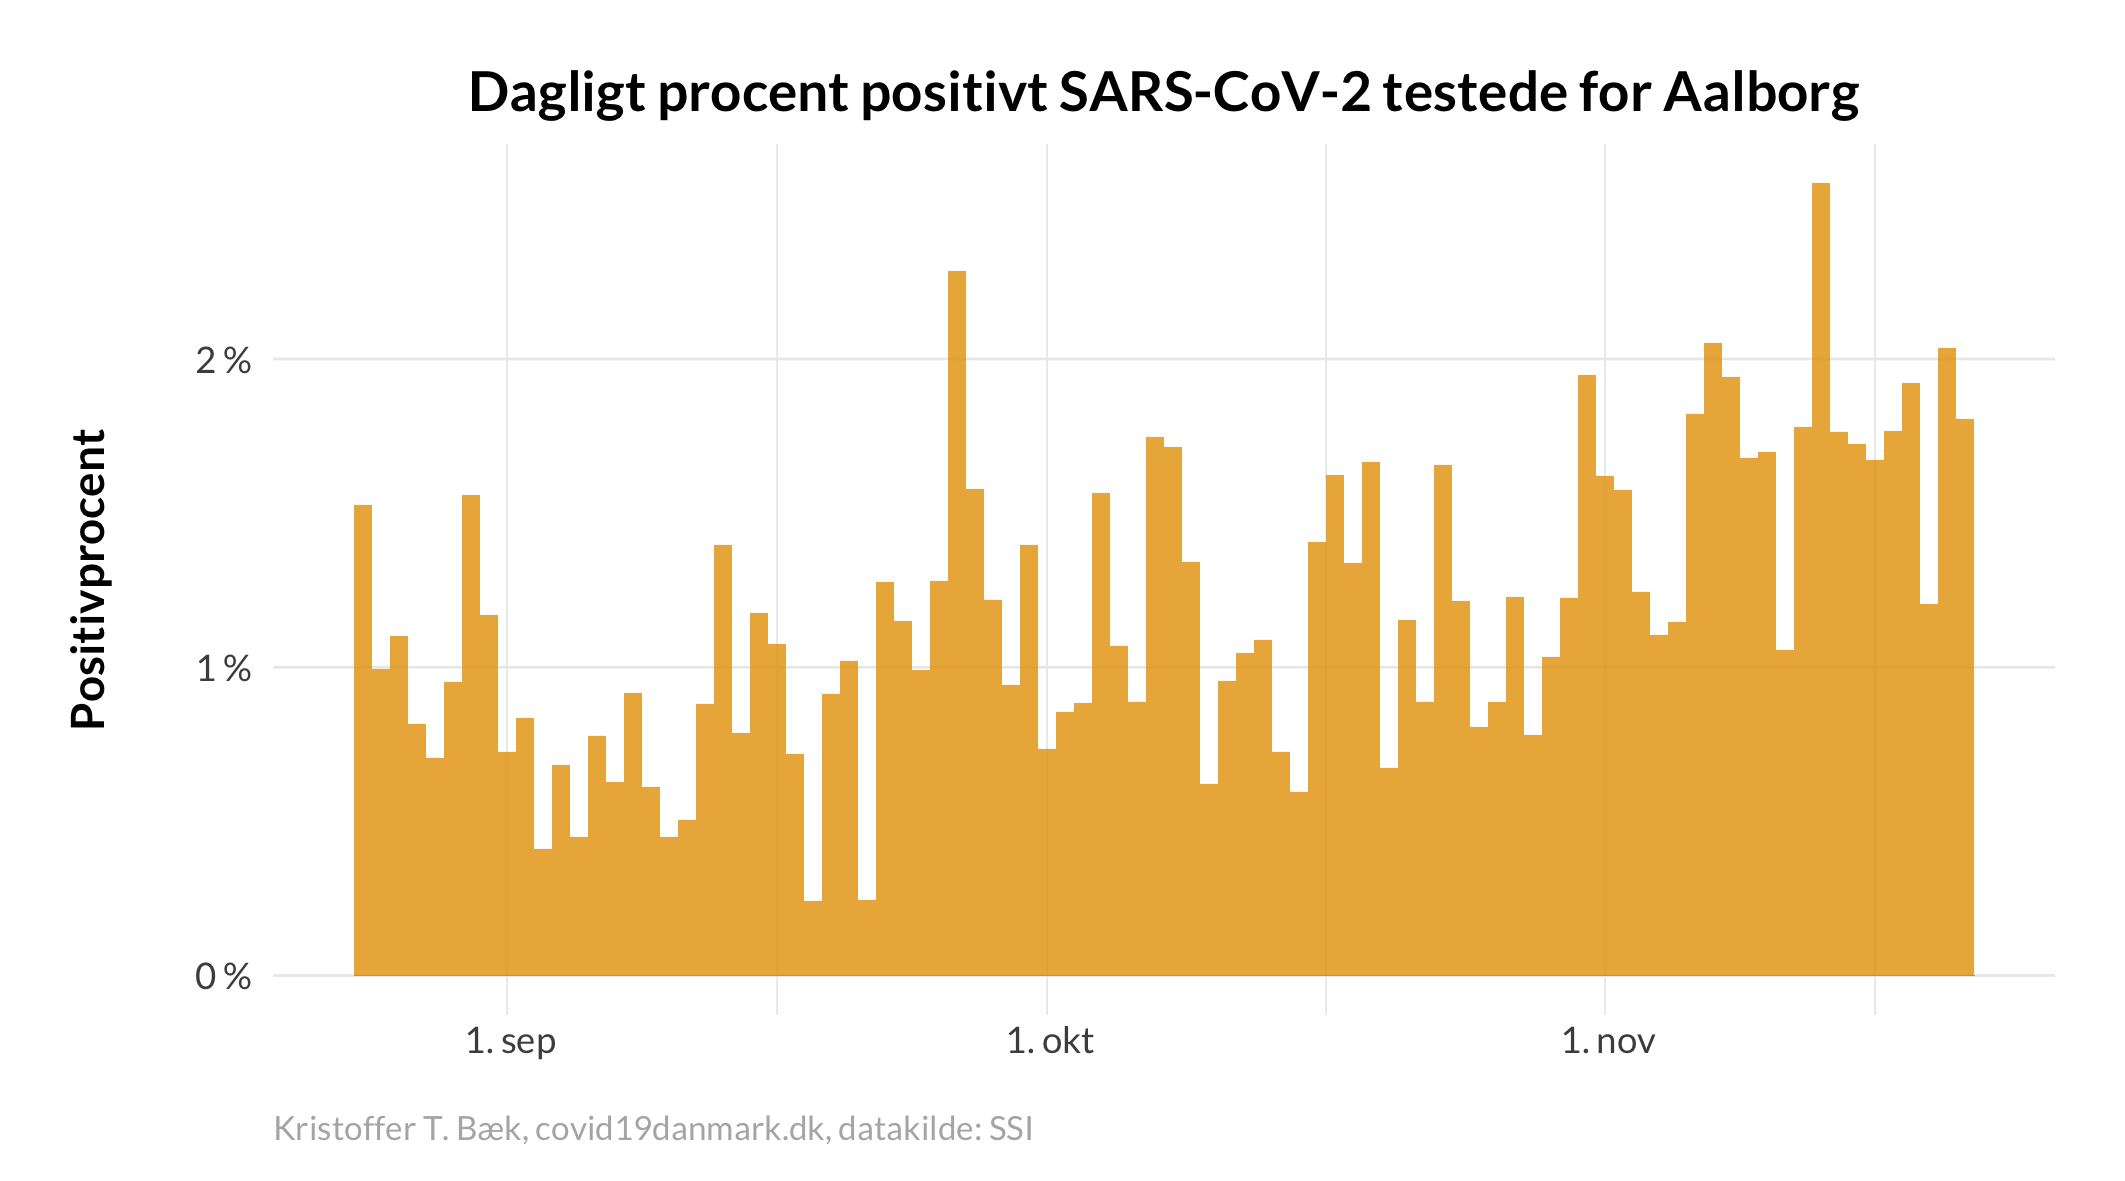 Dagligt procent positivt SARS-CoV-2 testede for Aalborg
Positivprocent
2 %
1 %
0 %
1. sep
1. okt
1. nov
Kristoffer T. Bæk, covid19danmark.dk, datakilde: SSI